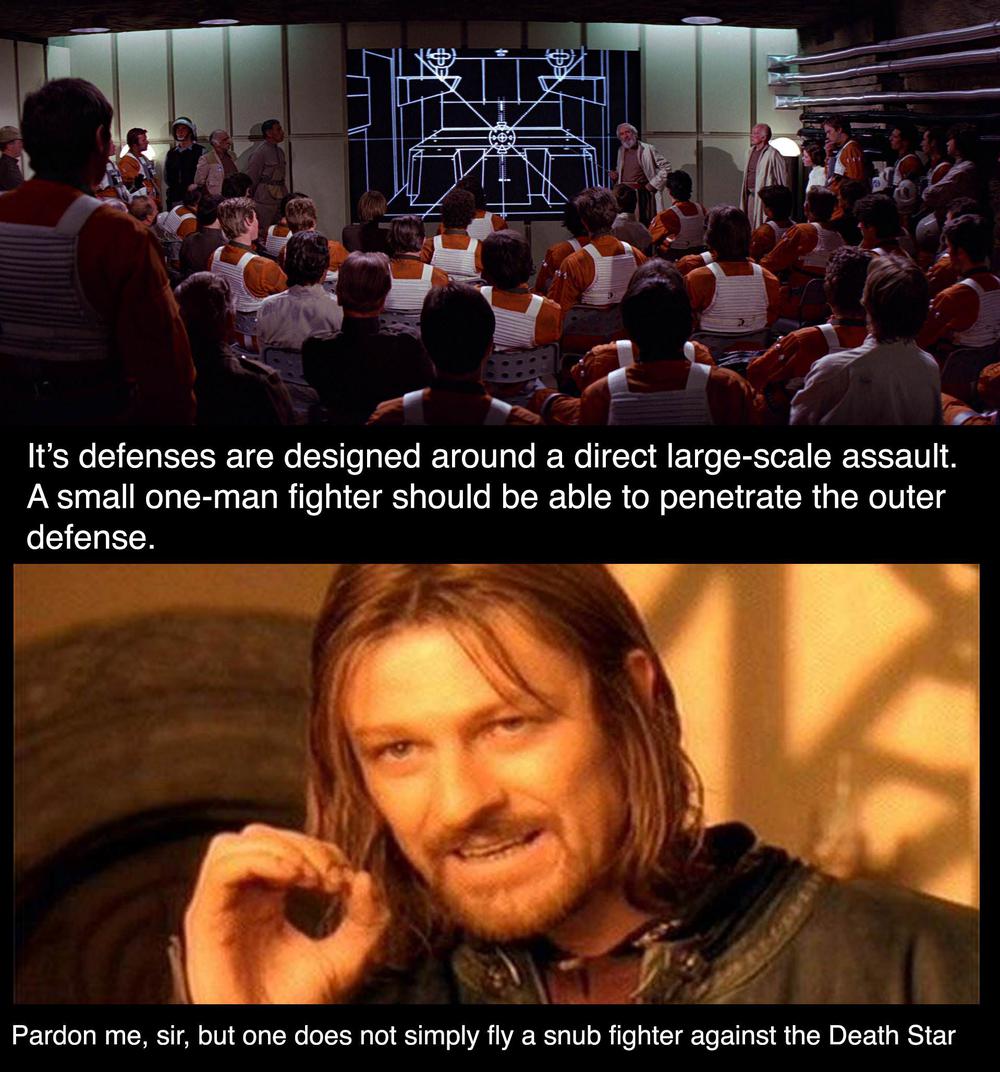 It’s defenses are designed around a direct large-scale assault.
A small one-man fighter should be able to penetrate the outer
defense.
Pardon me, sir, but one does not simply fly a snub fighter against the Death Star